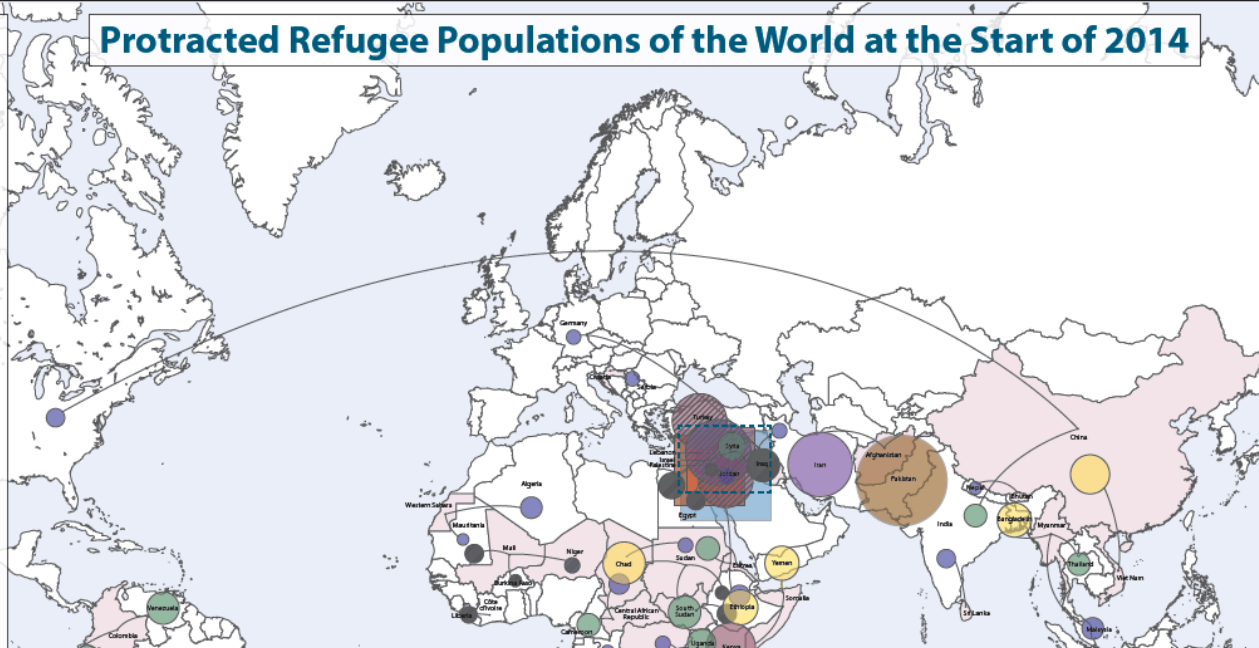 Protracted Refugee Populations of the World at the Start of 2014
Germany
Croatia
Serbia
Turkey
Syria
Lebanon
Israel
Palestine
Jordan
Iraq
Iran
Afghanistan
Pakistan
China
Nepal
Bhutan
Bangladesh
India
Myanmar
Algeria
Western Sahara
Egypt
Mauritania
Mali
Niger
Chad
Sudan
Eritrea
Yemen
Thailand
Viet Nam
Burkina Faso
Côte
d'Ivoire
Liberia
Central African
Republic
South
Sudan
Ethiopia
Somalia
Sri Lanka
Venezuela
Colombia
Cameroon
Uganda
Kenya
Malaysia